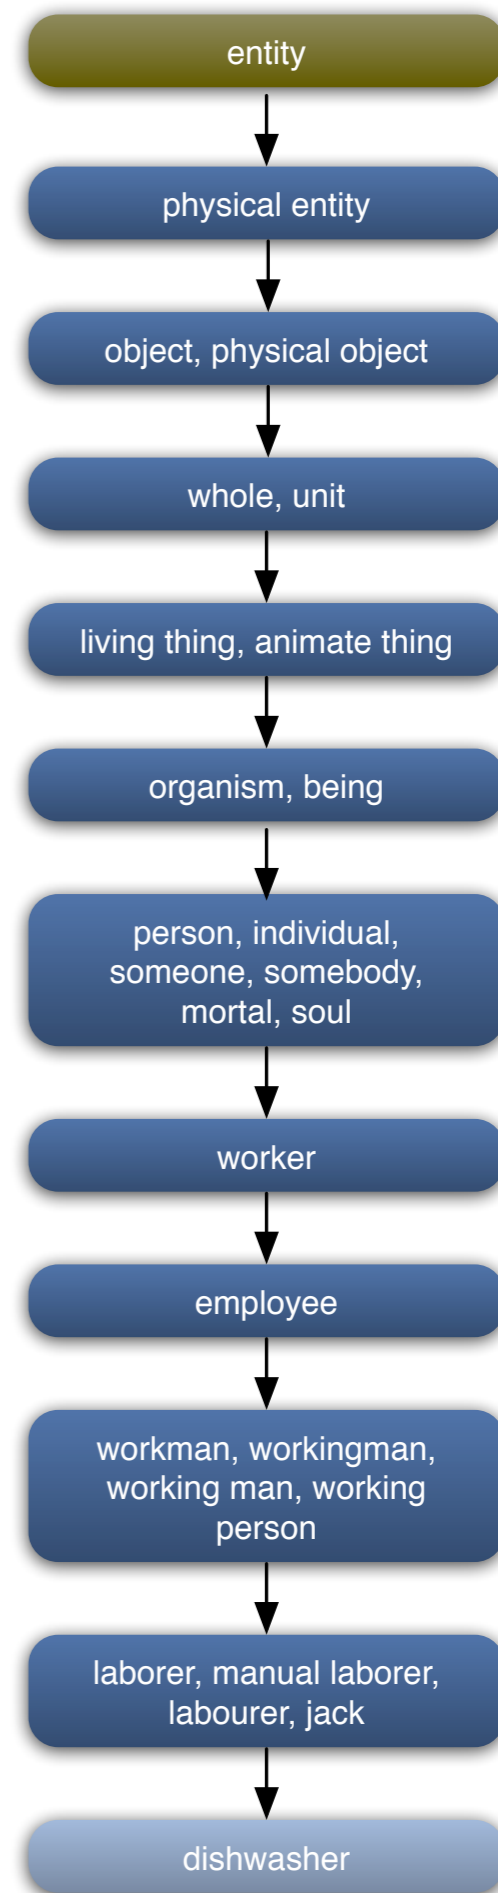 entity
physical entity
object, physical object
whole, unit
living thing, animate thing
organism, being
person, individual,
someone, somebody,
mortal, soul
worker
employee
workman, workingman,
working man, working
person
laborer, manual laborer,
labourer, jack
dishwasher